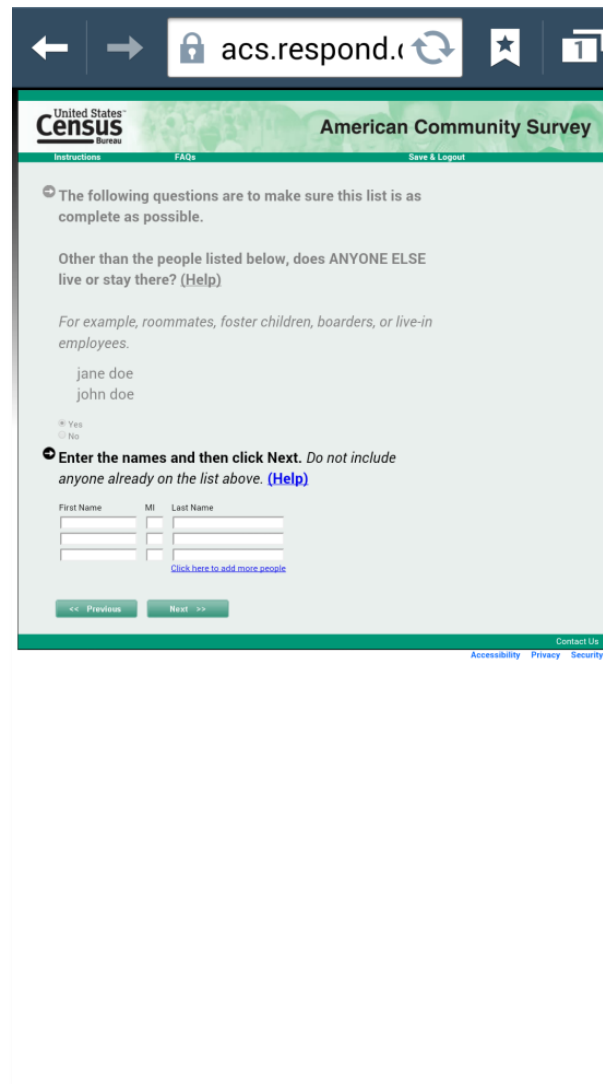 acs.respond.c
1
United States™
Census
Bureau
American Community Survey
Instructions FAQs Save & Logout
The following questions are to make sure this list is as
complete as possible.
Other than the people listed below, does ANYONE ELSE
live or stay there? (Help)
For example, roommates, foster children, boarders, or live-in
employees.
jane doe
john doe
Yes
No
Enter the names and then click Next. Do not include
anyone already on the list above. (Help)
First Name MI Last Name
Click here to add more people
<< Previous Next >>
Contact Us
Accessibility Privacy Security